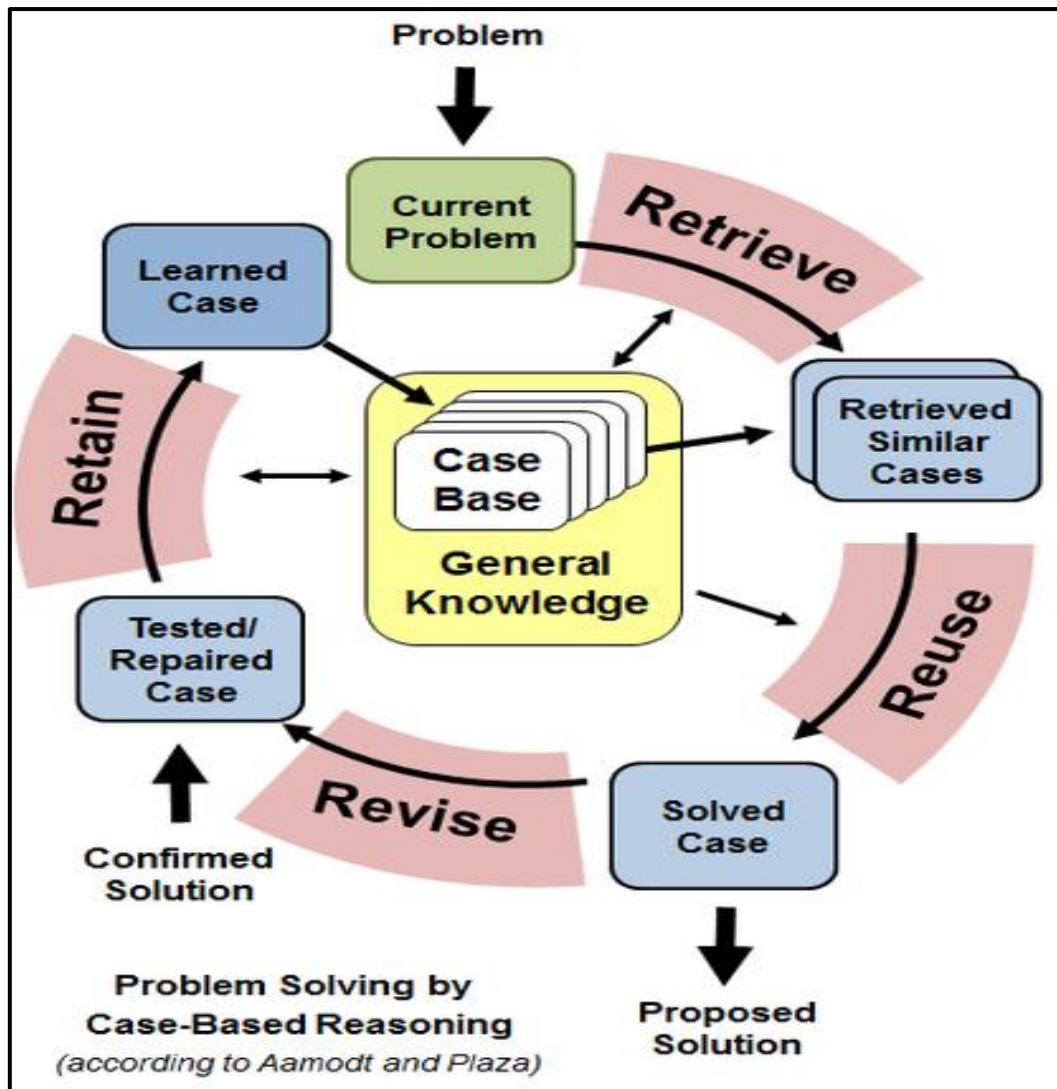 Problem
Current
Problem
Retrieve
Learned
Case
Retrieved
Similar
Cases
Case
Base
General
Knowledge
Retain
Reuse
Tested/
Repaired
Case
Revise
Solved
Case
Confirmed
Solution
Proposed
Solution
Problem Solving by
Case-Based Reasoning
(according to Aamodt and Plaza)